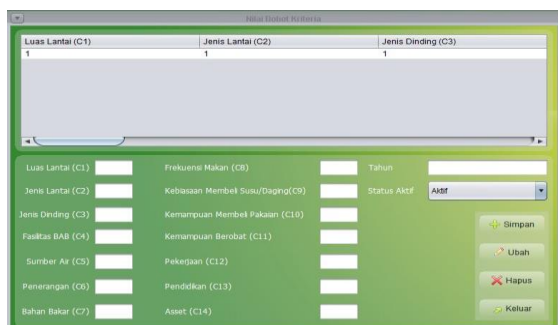 Nilai Bobot Kriteria
Luas Lantai (C1) Jenis Lantai (C2) Jenis Dinding (C3)
1 1 1
Luas Lantai (C1) Frekuensi Makan (C8) Tahun
Jenis Lantai (C2) Kebiasaan Membeli Susu/Daging(C9) Status Aktif Aktif
Jenis Dinding (C3) Kemampuan Membeli Pakaian (C10)
Simpan
Fasilitas BAB (C4) Kemampuan Berobat (C11)
Ubah
Sumber Air (C5) Pekerjaan (C12)
Hapus
Penerangan (C6) Pendidikan (C13)
Bahan Bakar (C7) Asset (C14) Keluar